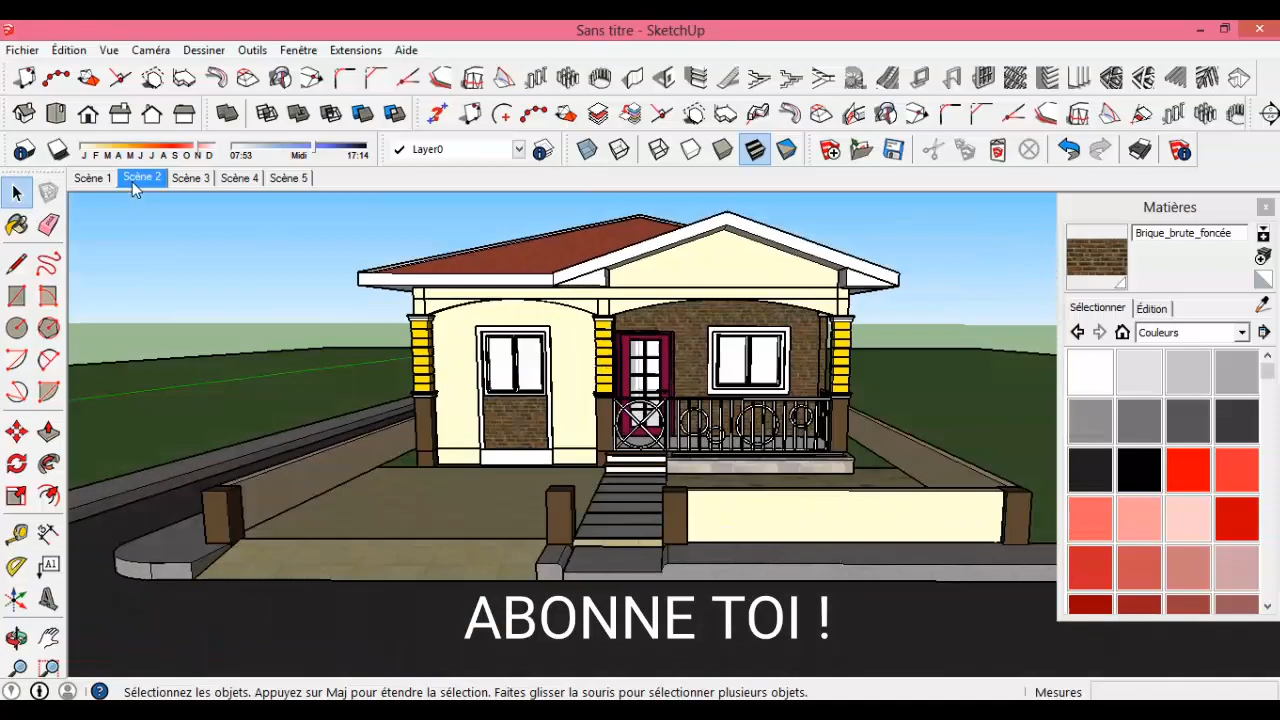 Sans titre - SketchUp
Fichier Édition Vue Caméra Dessiner Outils Fenêtre Extensions Aide
J F M A M J J A S O N D 07:53 Midi 17:14 Layer0
Scène 1 Scène 2 Scène 3 Scène 4 Scène 5
Matières
Brique_brute_foncée
Sélectionner Édition
Couleurs
A1
ABONNE TOI !
Sélectionnez les objets. Appuyez sur Maj pour étendre la sélection. Faites glisser la souris pour sélectionner plusieurs objets. Mesures